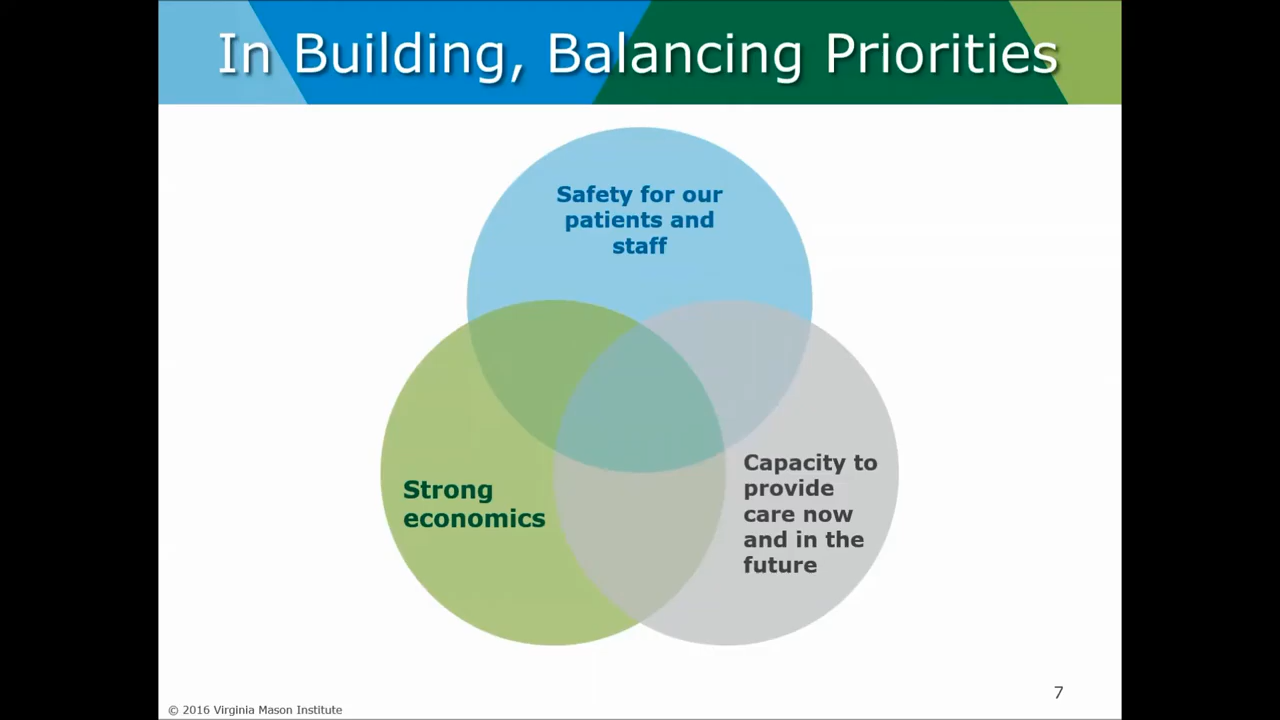 In Building, Balancing Priorities
Safety for our
patients and
staff
Strong
economics
Capacity to
provide
care now
and in the
future
7
© 2016 Virginia Mason Institute